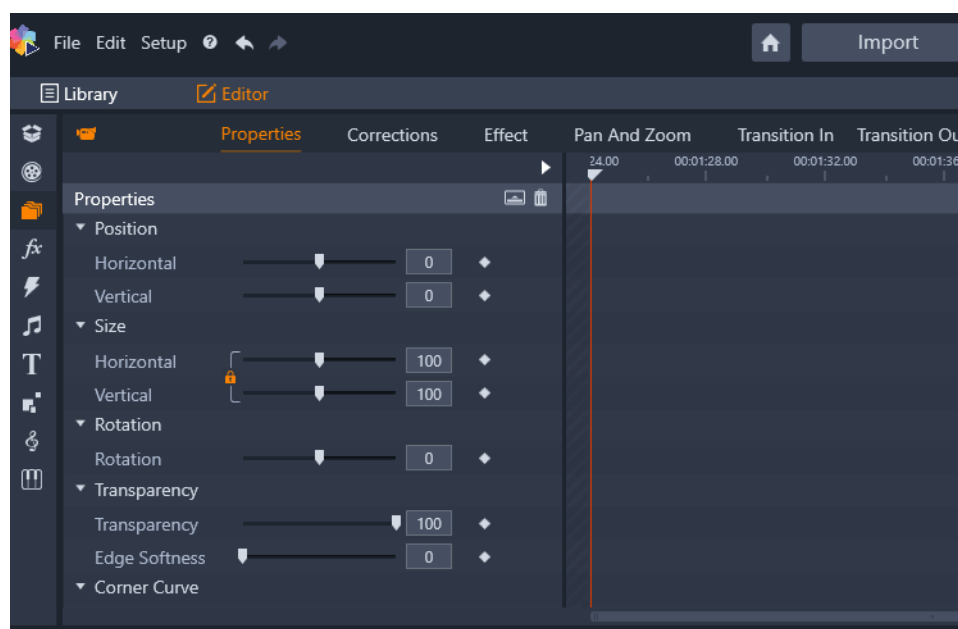 File Edit Setup ? Import
Library Editor
Properties Corrections Effect Pan And Zoom Transition In Transition Ou
24.00 00:01:28.00 00:01:32.00 00:01:36
Properties
Position
Horizontal 0
Vertical 0
Size
Horizontal 100
Vertical 100
Rotation
Rotation 0
Transparency
Transparency 100
Edge Softness 0
Corner Curve
fx
T